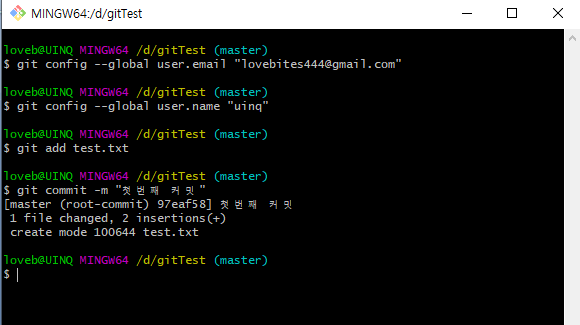 MINGW64:/d/gitTest
loveb@UINQ MINGW64 /d/gitTest (master)
$ git config --global user.email "lovebites444@gmail.com"
loveb@UINQ MINGW64 /d/gitTest (master)
$ git config --global user.name "uinq"
loveb@UINQ MINGW64 /d/gitTest (master)
$ git add test.txt
loveb@UINQ MINGW64 /d/gitTest (master)
$ git commit -m "첫번째 커밋"
[master (root-commit) 97eaf58] 첫번째 커밋
1 file changed, 2 insertions(+)
create mode 100644 test.txt
loveb@UINQ MINGW64 /d/gitTest (master)
$